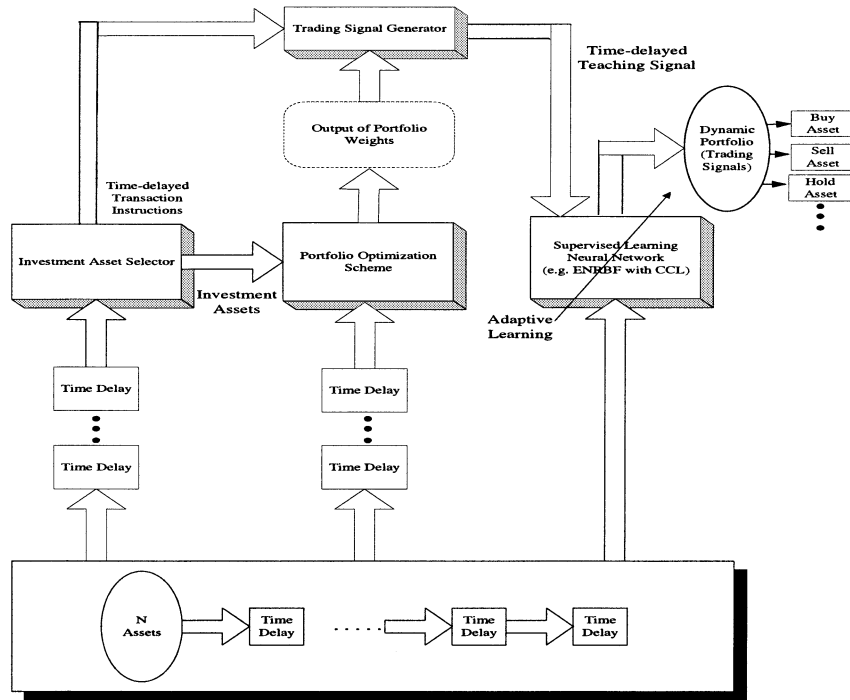 Trading Signal Generator
Time-delayed
Teaching Signal
Output of Portfolio
Weights
Dynamic
Portfolio
(Trading
Signals)
Buy
Asset
Sell
Asset
Hold
Asset
Time-delayed
Transaction
Instructions
Investment Asset Selector
Investment
Assets
Portfolio Optimization
Scheme
Supervised Learning
Neural Network
(e.g. ENRBF with CCL)
Adaptive
Learning
Time Delay
Time Delay
Time Delay
Time Delay
N
Assets
Time
Delay
Time
Delay
Time
Delay